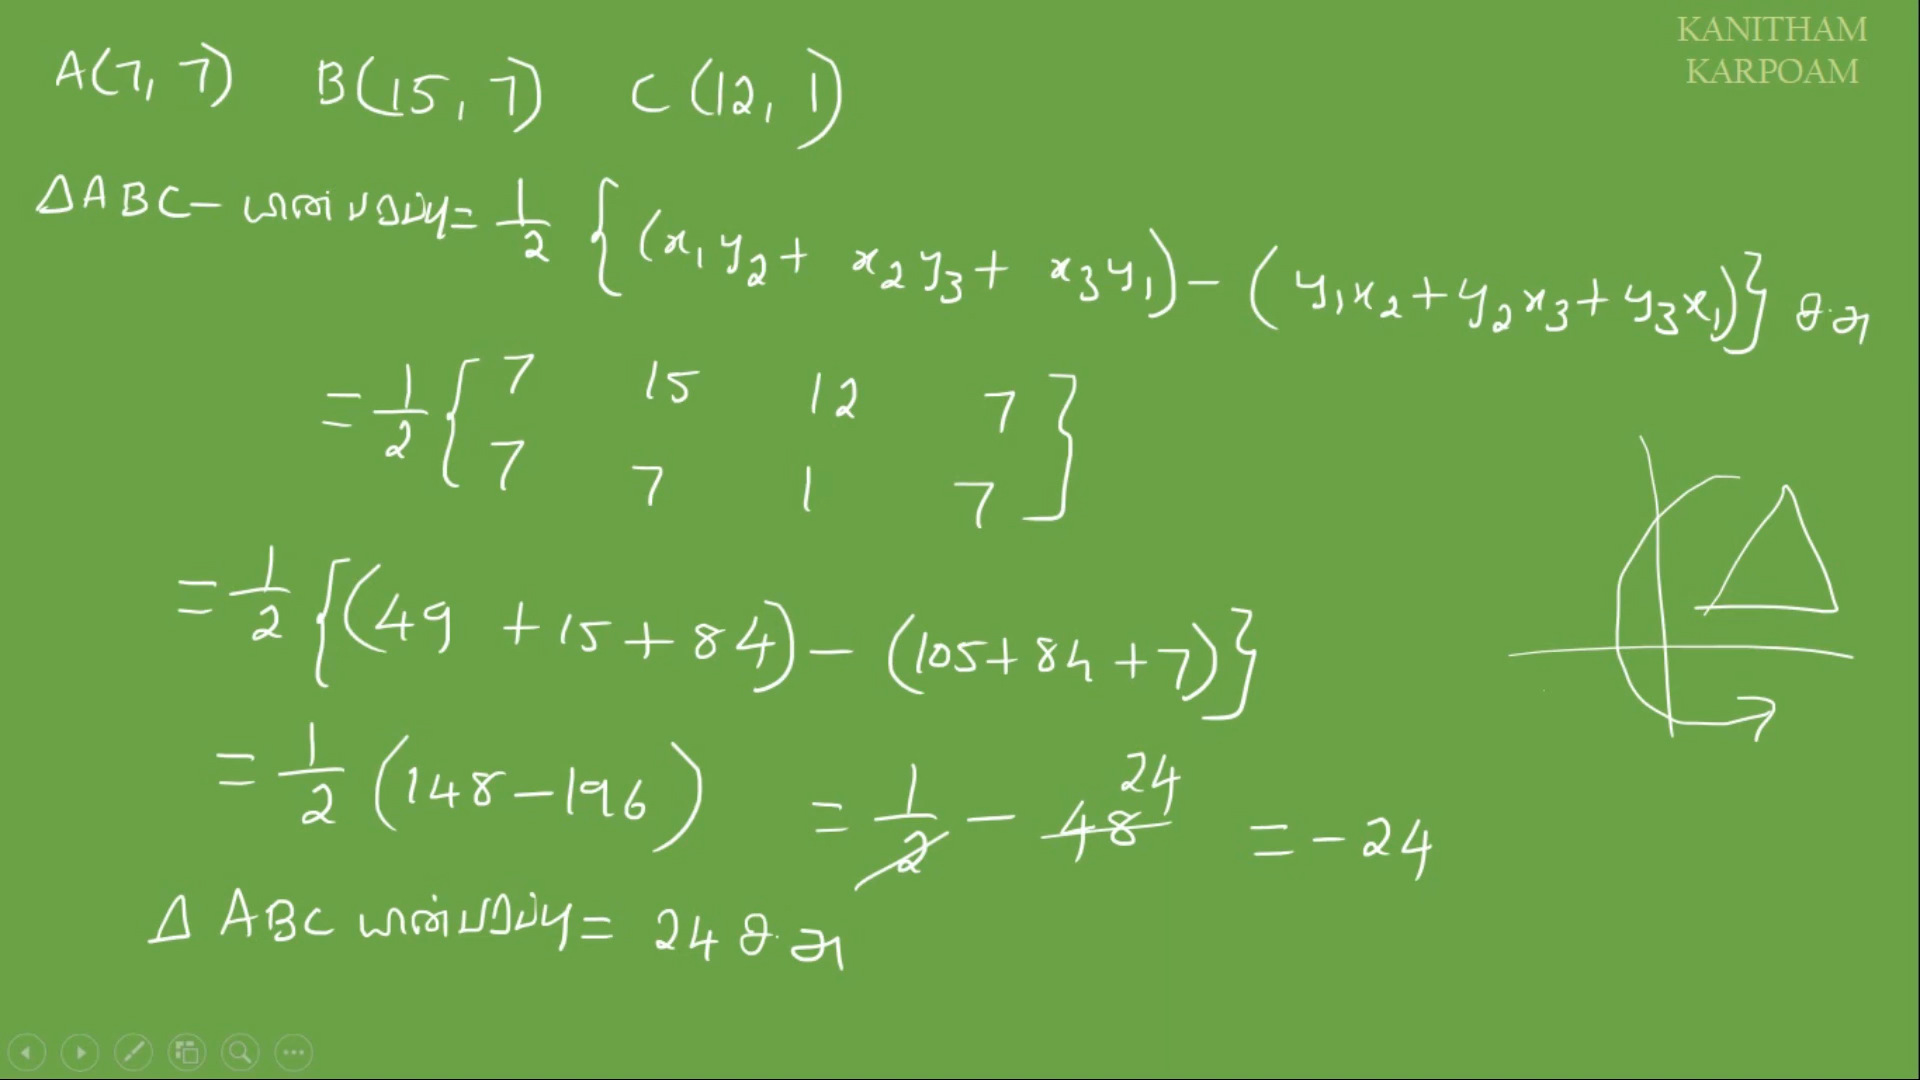 KANITHAM
KARPOAM
A(7, 7) B(15, 7) C(12, 1)
ΔABC-யின் பரப்பு = 1/2 {(x₁y₂ + x₂y₃ + x₃y₁) - (y₁x₂ + y₂x₃ + y₃x₁)} ச.அ
= 1/2 { 7 15 12 7
7 7 1 7 }
= 1/2 {(49 + 15 + 84) - (105 + 84 + 7)}
= 1/2 (148 - 196) = 1/2 - 48 24 = -24
Δ ABC யின் பரப்பு = 24 ச.அ